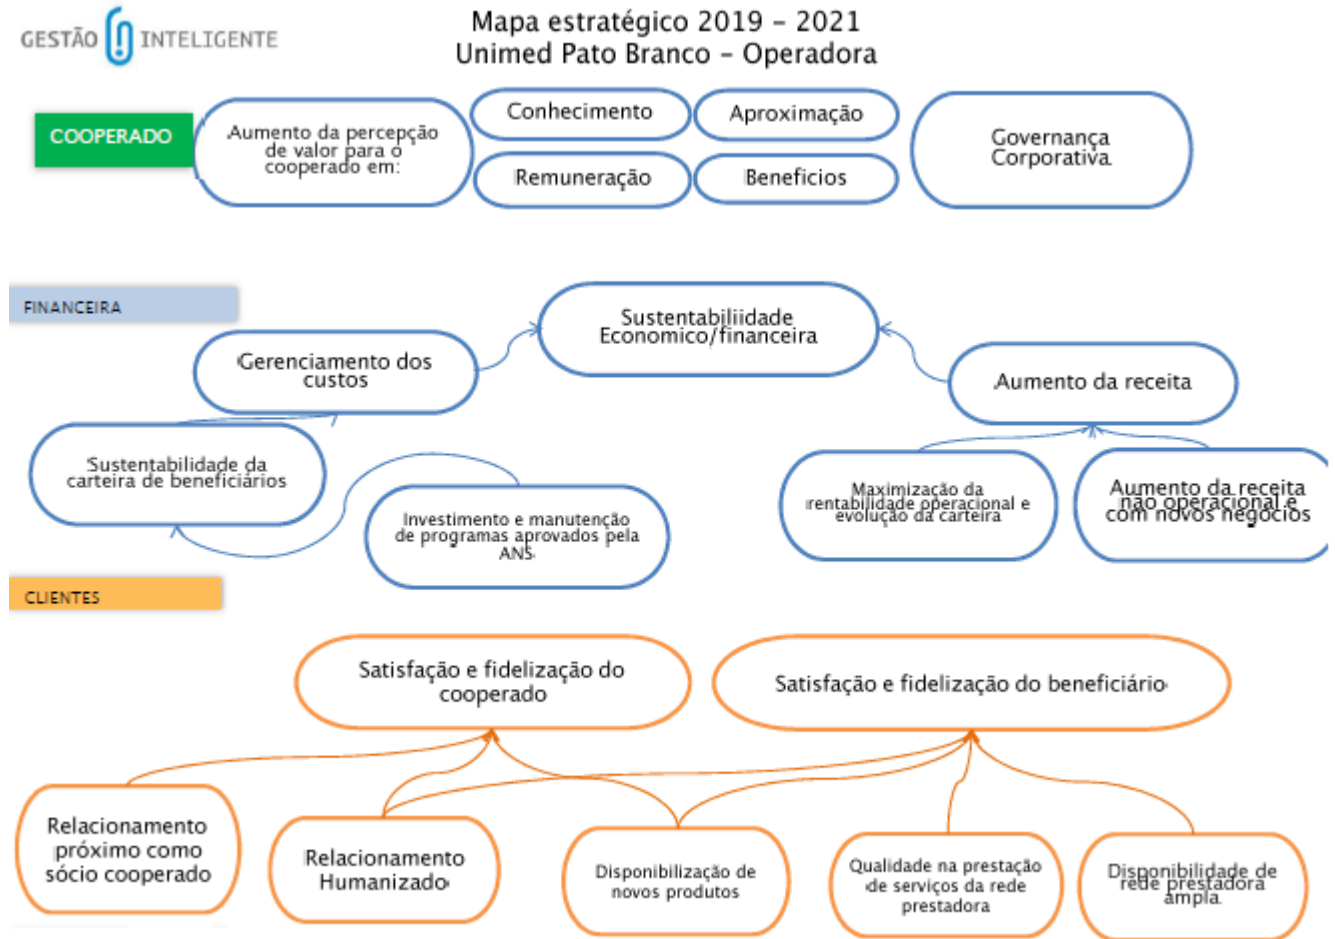 GESTÃO INTELIGENTE
Mapa estratégico 2019 – 2021
Unimed Pato Branco – Operadora
COOPERADO
Aumento da percepção
de valor para o
cooperado em:
Conhecimento
Aproximação
Remuneração
Beneficios
Governança
Corporativa
FINANCEIRA
Sustentabiliidade
Economico/financeira
Gerenciamento dos
custos
Aumento da receita
Sustentabilidade da
carteira de beneficiários
Investimento e manutenção
de programas aprovados pela
ANS
Maximização da
rentabilidade operacional e
evolução da carteira
Aumento da receita
não operacional e
com novos negócios
CLIENTES
Satisfação e fidelização do
cooperado
Satisfação e fidelização do beneficiário
Relacionamento
próximo como
sócio cooperado
Relacionamento
Humanizado
Disponibilização de
novos produtos
Qualidade na prestação
de serviços da rede
prestadora
Disponibilidade de
rede prestadora
ampla